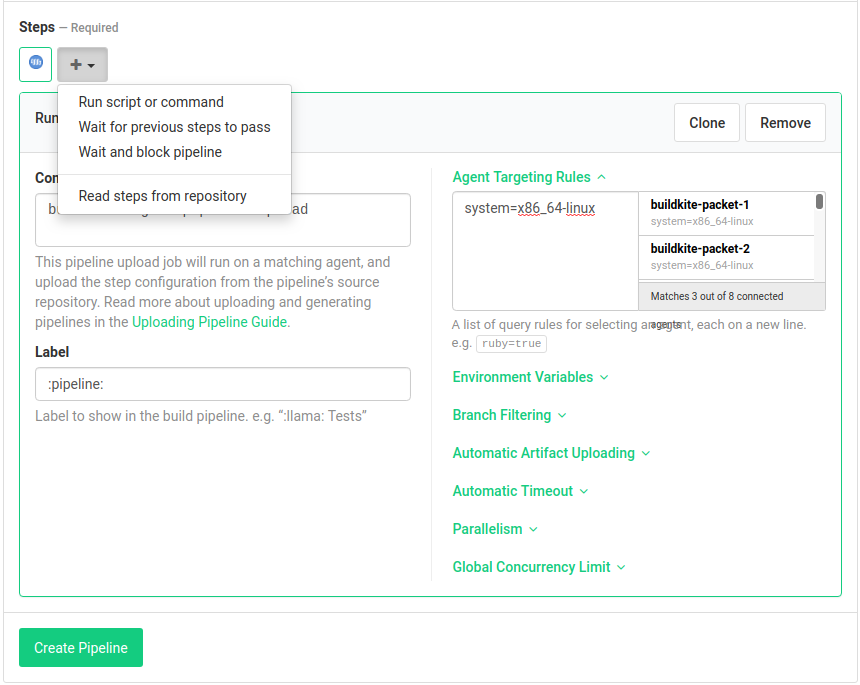 Steps — Required
Run script or command
Wait for previous steps to pass
Wait and block pipeline
Read steps from repository
Run
Clone
Remove
ad
This pipeline upload job will run on a matching agent, and
upload the step configuration from the pipeline's source
repository. Read more about uploading and generating
pipelines in the Uploading Pipeline Guide.
Label
:pipeline:
Label to show in the build pipeline. e.g. “:llama: Tests”
Agent Targeting Rules
system=x86_64-linux
buildkite-packet-1
system=x86_64-linux
buildkite-packet-2
system=x86_64-linux
Matches 3 out of 8 connected
agents
A list of query rules for selecting an agent, each on a new line.
e.g. ruby=true
Environment Variables
Branch Filtering
Automatic Artifact Uploading
Automatic Timeout
Parallelism
Global Concurrency Limit
Create Pipeline